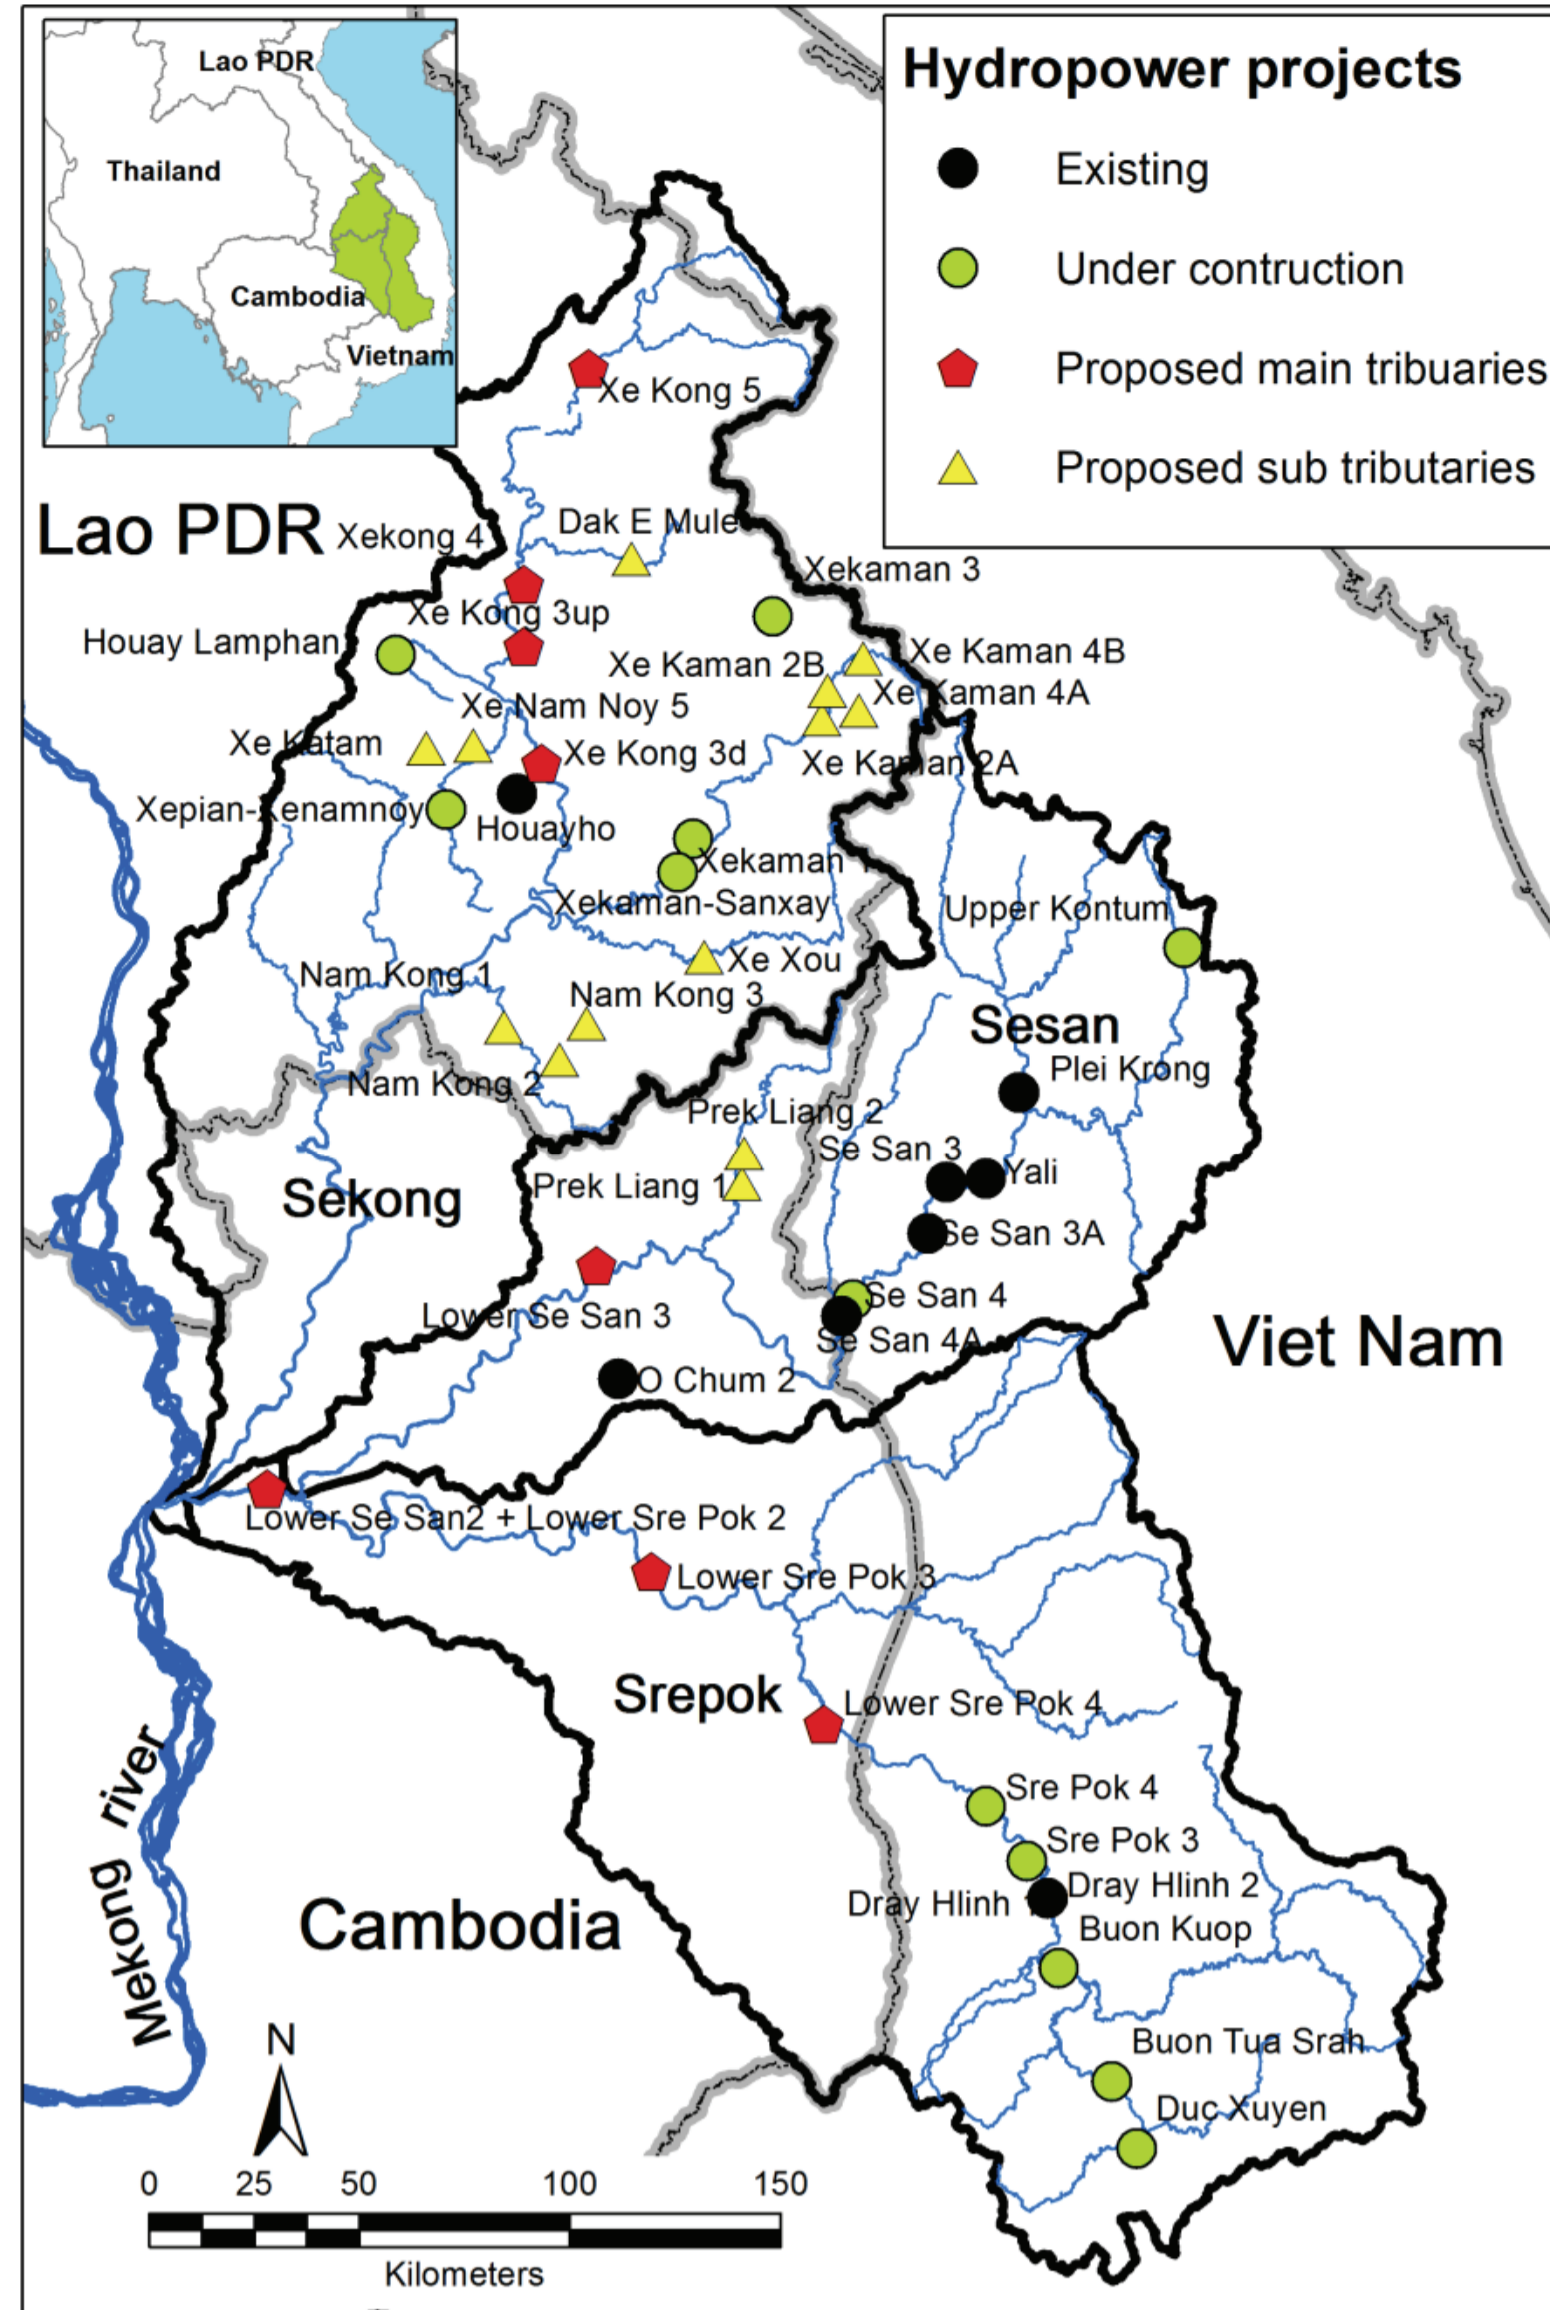 Lao PDR
Thailand
Cambodia
Vietnam
Hydropower projects
Existing
Under contruction
Proposed main tribuaries
Proposed sub tributaries
Xe Kong 5
Lao PDR
Xekong 4
Dak E Mule
Xekaman 3
Xe Kong 3up
Houay Lamphan
Xe Kaman 2B
Xe Kaman 4B
Xe Kaman 4A
Xe Nam Noy 5
Xe Katam
Xe Kong 3d
Xe Kaman 2A
Xepian-Xenamnoy
Houayho
Xekaman 1
Xekaman-Sanxay
Upper Kontum
Xe Xou
Nam Kong 1
Nam Kong 3
Sesan
Plei Krong
Nam Kong 2
Prek Liang 2
Se San 3
Yali
Prek Liang 1
Sekong
Se San 3A
Se San 4
Lower Se San 3
Se San 4A
Viet Nam
O Chum 2
Lower Se San2 + Lower Sre Pok 2
Lower Sre Pok 3
Srepok
Lower Sre Pok 4
Sre Pok 4
Sre Pok 3
Dray Hlinh 2
Dray Hlinh 1
Buon Kuop
Cambodia
Mekong river
Buon Tua Srah
Duc Xuyen
N
0 25 50 100 150
Kilometers